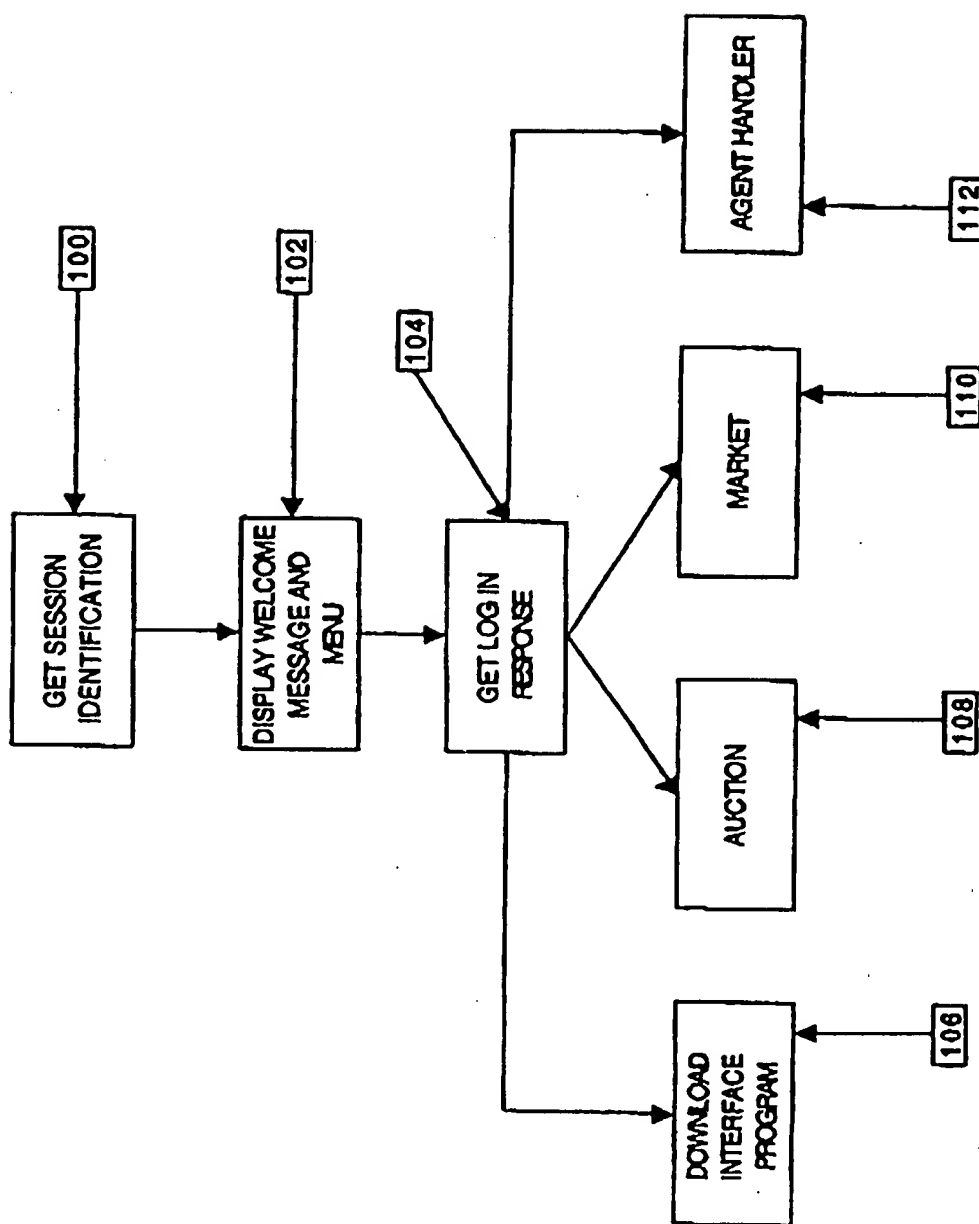 GET SESSION
IDENTIFICATION
100
DISPLAY WELCOME
MESSAGE AND
MENU
102
GET LOG IN
RESPONSE
104
DOWNLOAD
INTERFACE
PROGRAM
AUCTION
MARKET
AGENT HANDLER
106
108
110
112